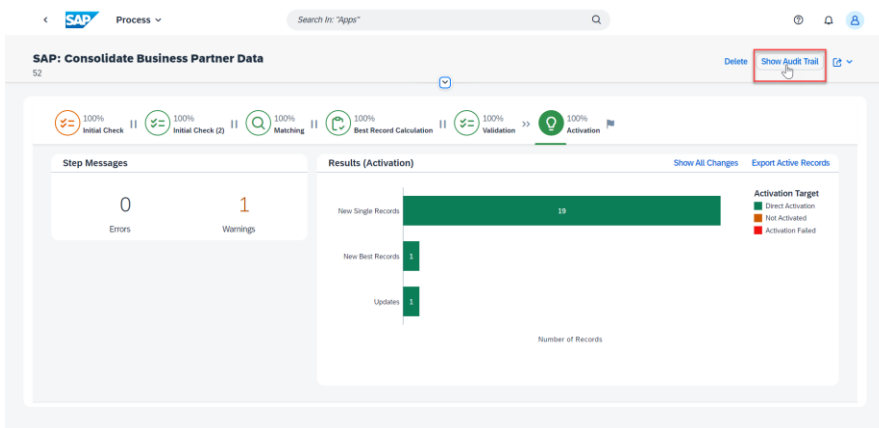 SAP Process
Search In: "Apps"
SAP: Consolidate Business Partner Data
52
Delete Show Audit Trail
100%
Initial Check
100%
Initial Check (2)
100%
Matching
100%
Best Record Calculation
100%
Validation
100%
Activation
Step Messages
0
Errors
1
Warnings
Results (Activation)
Show All Changes Export Active Records
New Single Records 19
New Best Records 1
Updates 1
Number of Records
Activation Target
Direct Activation
Not Activated
Activation Failed